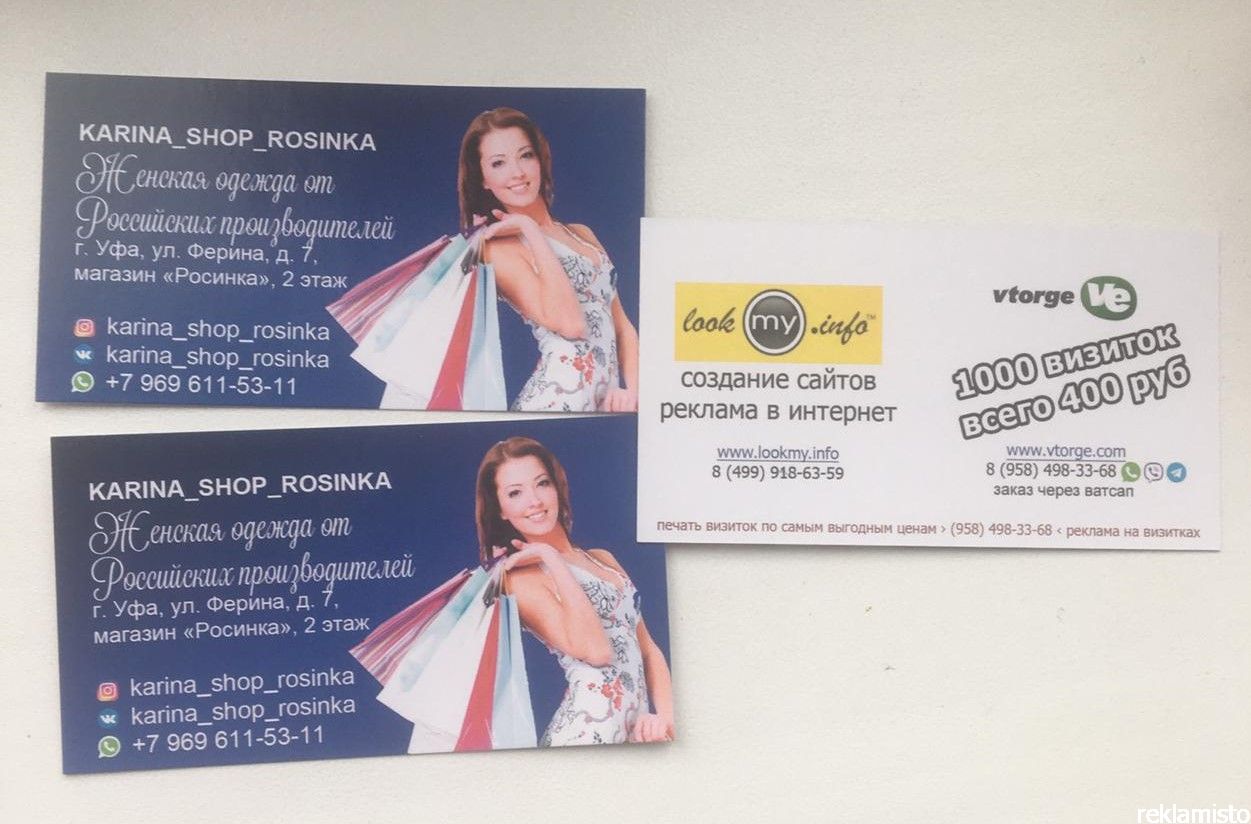 KARINA_SHOP_ROSINKA
Женская одежда от
Российских производителей
г. Уфа, ул. Ферина, д. 7,
магазин «Росинка», 2 этаж
karina_shop_rosinka
karina_shop_rosinka
+7 969 611-53-11
KARINA_SHOP_ROSINKA
Женская одежда от
Российских производителей
г. Уфа, ул. Ферина, д. 7,
магазин «Росинка», 2 этаж
karina_shop_rosinka
karina_shop_rosinka
+7 969 611-53-11
look my .info™
создание сайтов
реклама в интернет
www.lookmy.info
8 (499) 918-63-59
vtorge Ve
1000 визиток
всего 400 руб
www.vtorge.com
8 (958) 498-33-68
заказ через ватсап
печать визиток по самым выгодным ценам › (958) 498-33-68 ‹ реклама на визитках
reklamisto